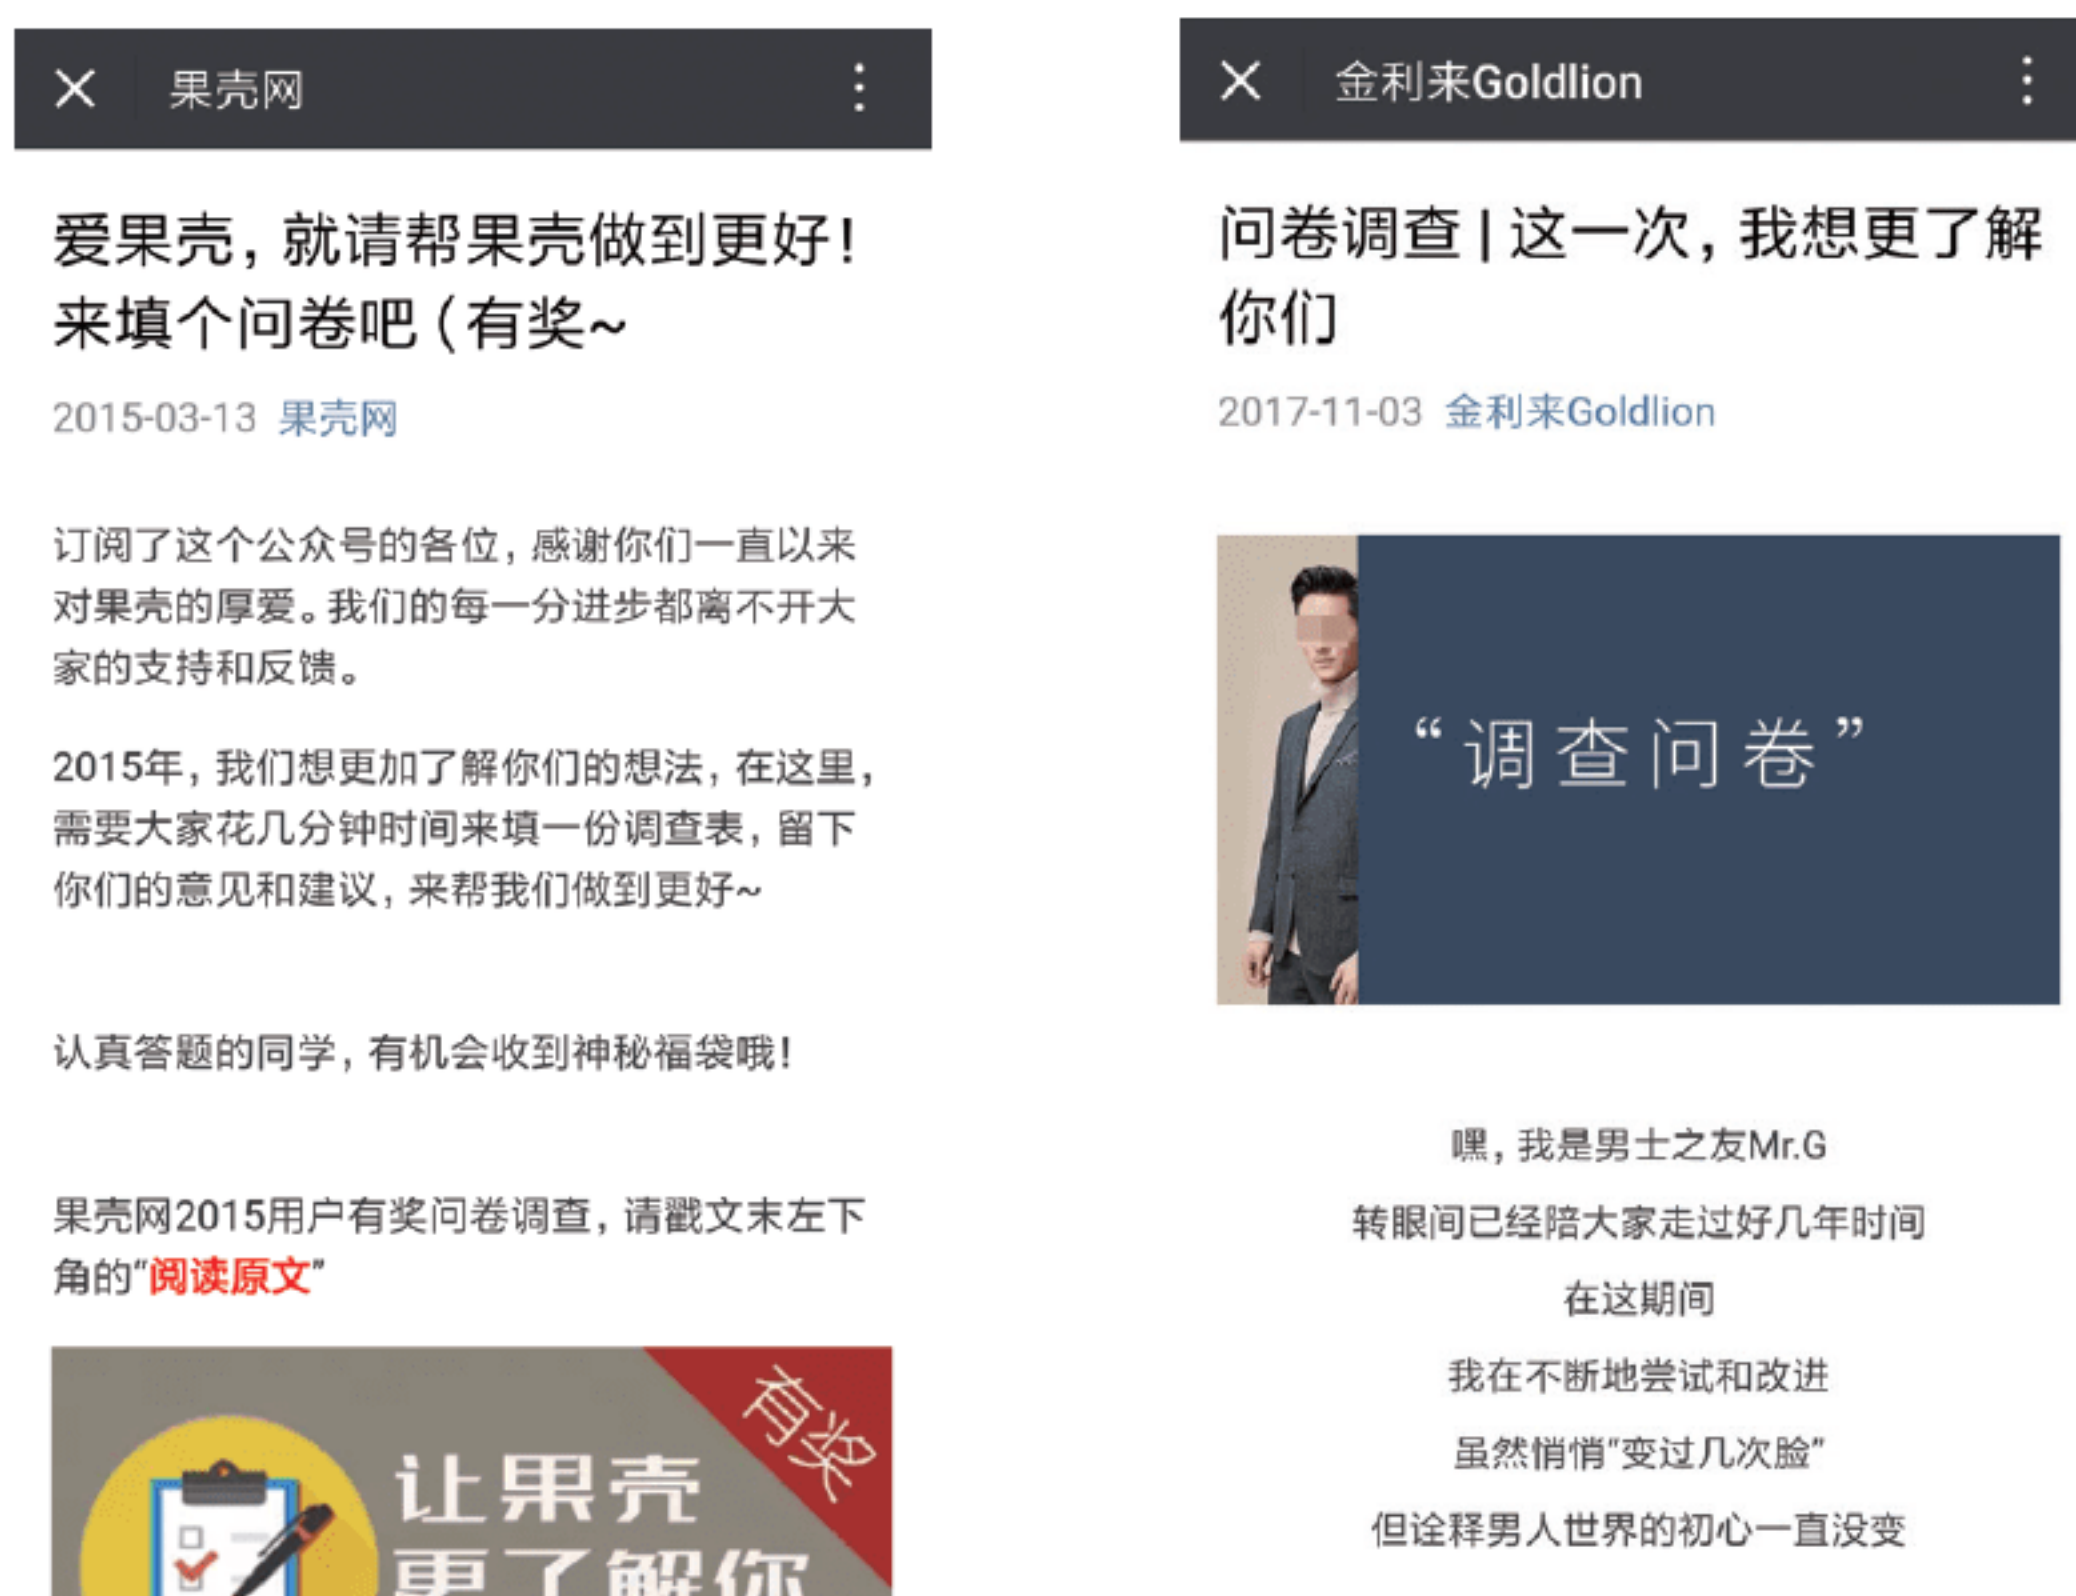 果壳网
爱果壳，就请帮果壳做到更好！
来填个问卷吧（有奖~
2015-03-13 果壳网
订阅了这个公众号的各位，感谢你们一直以来
对果壳的厚爱。我们的每一分进步都离不开大
家的支持和反馈。
2015年，我们想更加了解你们的想法，在这里，
需要大家花几分钟时间来填一份调查表，留下
你们的意见和建议，来帮我们做到更好~
认真答题的同学，有机会收到神秘福袋哦！
果壳网2015用户有奖问卷调查，请戳文末左下
角的“阅读原文”
有奖
让果壳
更了解你
金利来Goldlion
问卷调查 | 这一次，我想更了解
你们
2017-11-03 金利来Goldlion
“调查问卷”
嘿，我是男士之友Mr.G
转眼间已经陪大家走过好几年时间
在这期间
我在不断地尝试和改进
虽然悄悄“变过几次脸”
但诠释男人世界的初心一直没变